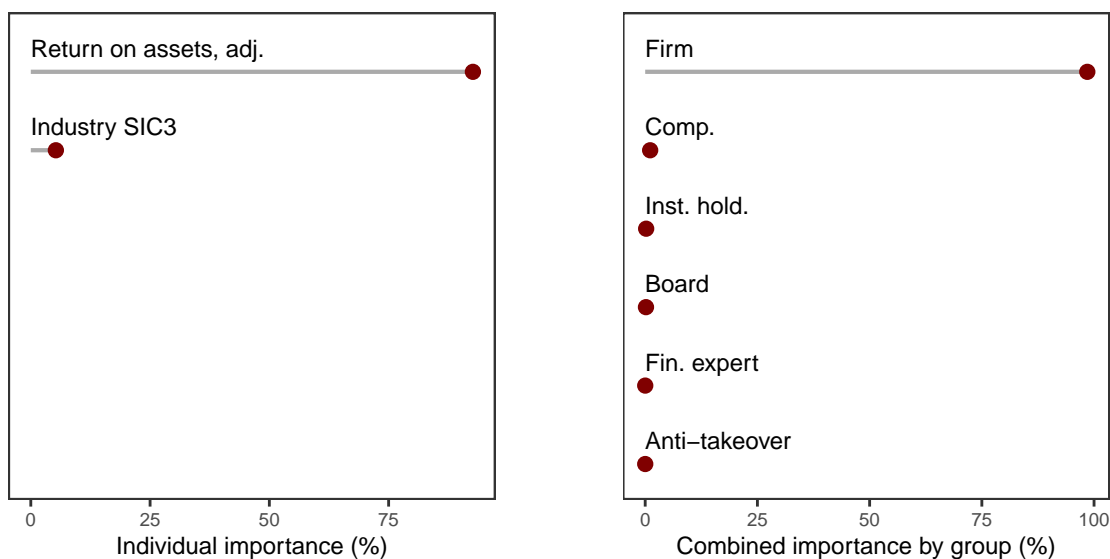 Return on assets, adj.
Industry SIC3
0 25 50 75
Individual importance (%)
Firm
Comp.
Inst. hold.
Board
Fin. expert
Anti−takeover
0 25 50 75 100
Combined importance by group (%)